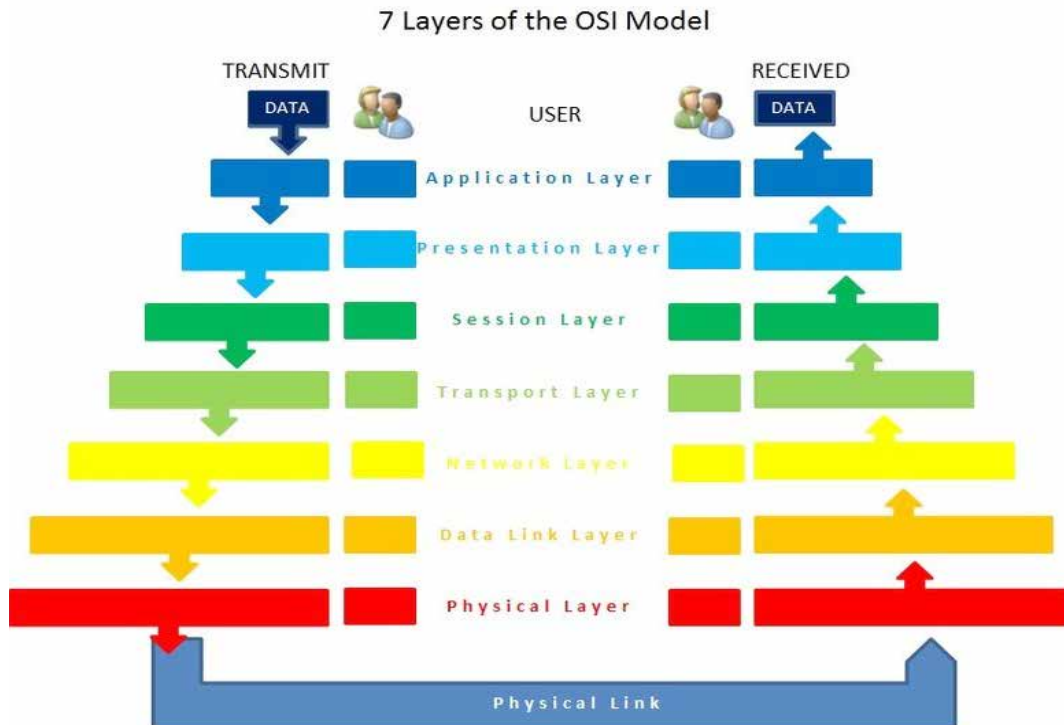 7 Layers of the OSI Model
TRANSMIT
RECEIVED
DATA
USER
DATA
Application Layer
Presentation Layer
Session Layer
Transport Layer
Network Layer
Data Link Layer
Physical Layer
Physical Link